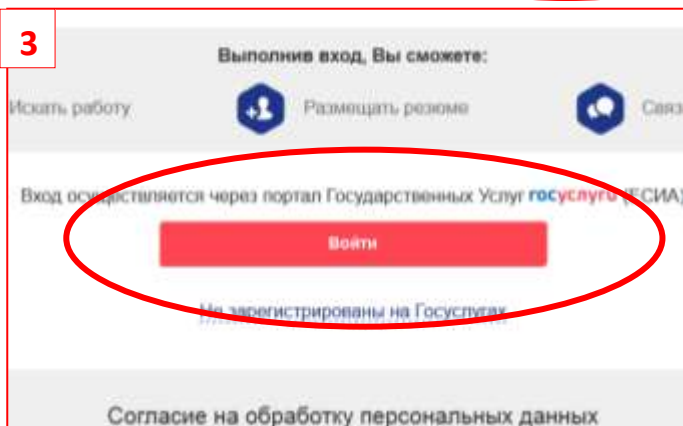 3
Выполнив вход, Вы сможете:
Искать работу
Размещать резюме
Вход осуществляется через портал Государственных Услуг госуслуги (ЕСИА)
Войти
Не зарегистрированы на Госуслугах
Согласие на обработку персональных данных